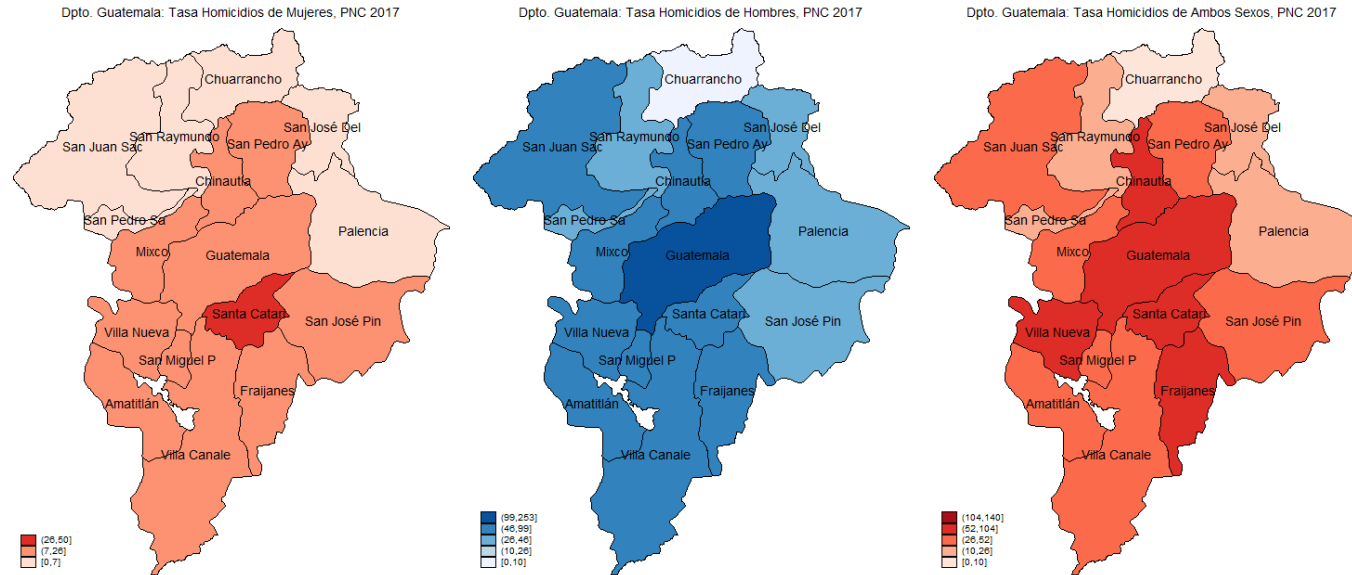 Dpto. Guatemala: Tasa Homicidios de Mujeres, PNC 2017
Chuarrancho
San José Del
San Raymundo
San Pedro Ay
San Juan Sac
Chinautla
San Pedro Sa
Palencia
Mixco
Guatemala
Santa Catan
San José Pin
Villa Nueva
San Miguel P
Fraijanes
Amatitlán
Villa Canale
(26,50]
(7,26]
[0,7]
Dpto. Guatemala: Tasa Homicidios de Hombres, PNC 2017
Chuarrancho
San José Del
San Raymundo
San Pedro Ay
San Juan Sac
Chinautla
San Pedro Sa
Palencia
Mixco
Guatemala
Santa Catan
San José Pin
Villa Nueva
San Miguel P
Fraijanes
Amatitlán
Villa Canale
(99,253]
(46,99]
(26,46]
(10,26]
[0,10]
Dpto. Guatemala: Tasa Homicidios de Ambos Sexos, PNC 2017
Chuarrancho
San José Del
San Raymundo
San Pedro Ay
San Juan Sac
Chinautla
San Pedro Sa
Palencia
Mixco
Guatemala
Santa Catan
San José Pin
Villa Nueva
San Miguel P
Fraijanes
Amatitlán
Villa Canale
(104,140]
(52,104]
(26,52]
(10,26]
[0,10]